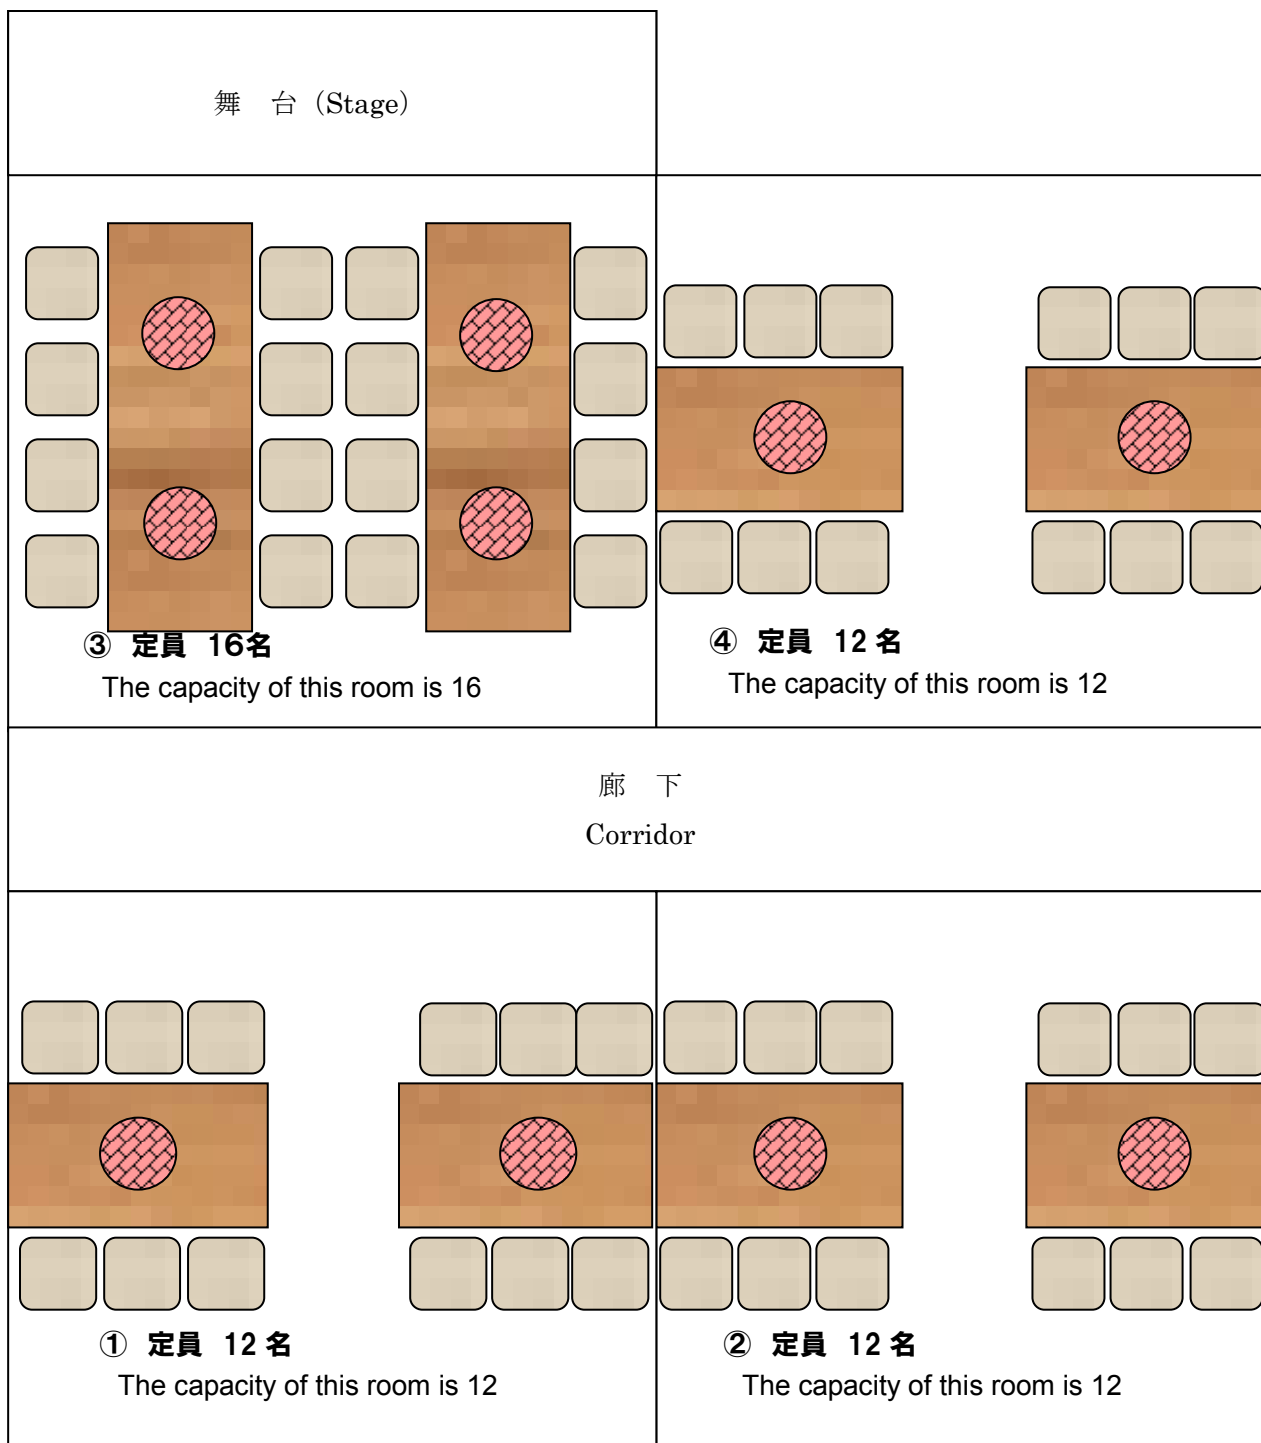 舞　台（Stage）
③ 定員 16名
The capacity of this room is 16
④ 定員 12 名
The capacity of this room is 12
廊　下
Corridor
① 定員 12 名
The capacity of this room is 12
② 定員 12 名
The capacity of this room is 12